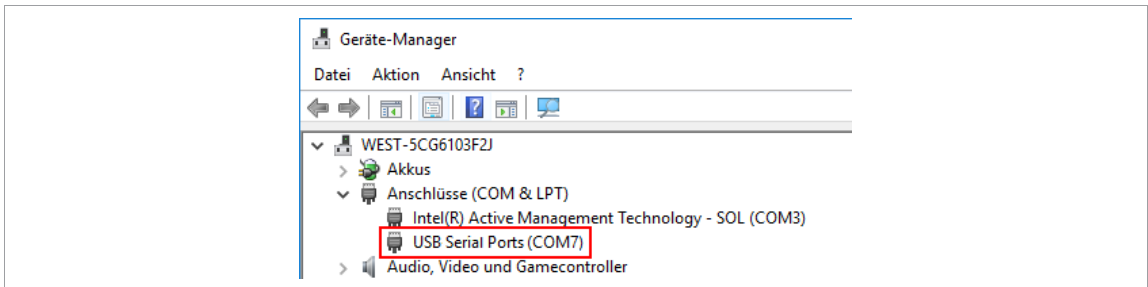 Geräte-Manager
Datei Aktion Ansicht ?
WEST-5CG6103F2J
Akkus
Anschlüsse (COM & LPT)
Intel(R) Active Management Technology - SOL (COM3)
USB Serial Ports (COM7)
Audio, Video und Gamecontroller